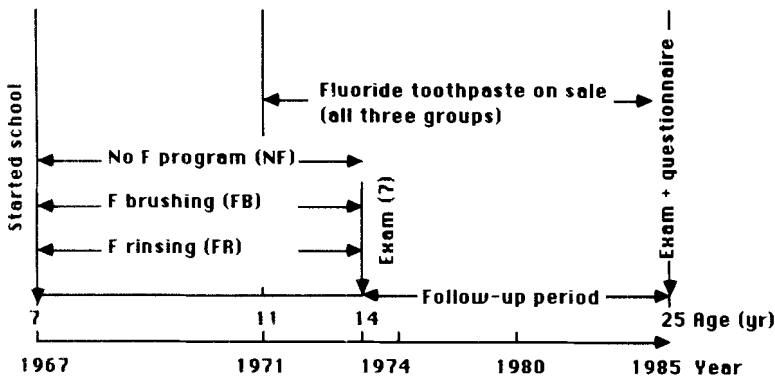 Started school
Fluoride toothpaste on sale
(all three groups)
No F program (NF)
F brushing (FB)
F rinsing (FR)
Exam (?)
Exam + questionnaire
Follow-up period
7 11 14 25 Age (yr)
1967 1971 1974 1980 1985 Year